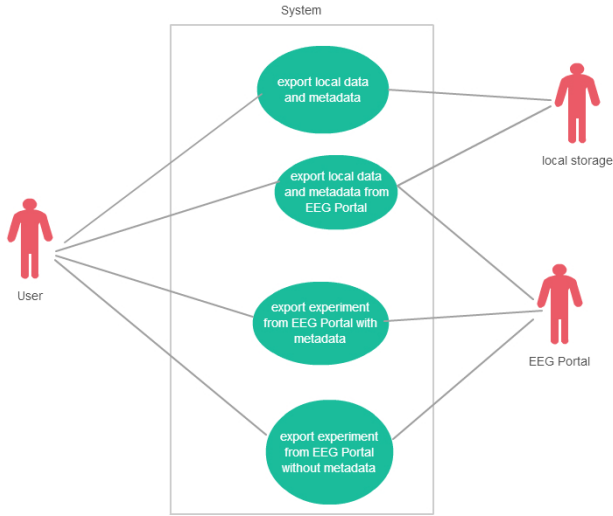 System
export local data
and metadata
local storage
export local data
and metadata from
EEG Portal
User
export experiment
from EEG Portal with
metadata
EEG Portal
export experiment
from EEG Portal
without metadata